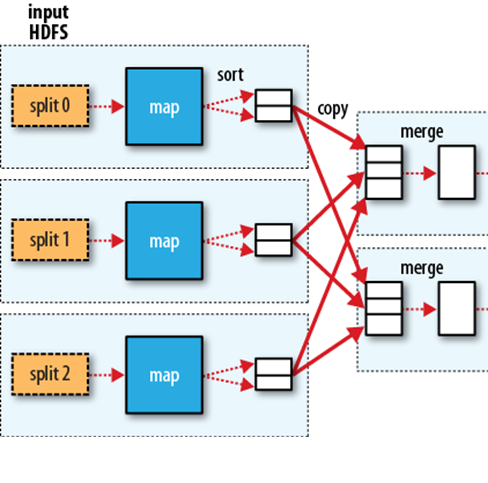 input
HDFS
sort
split 0
map
copy
merge
split 1
map
merge
split 2
map